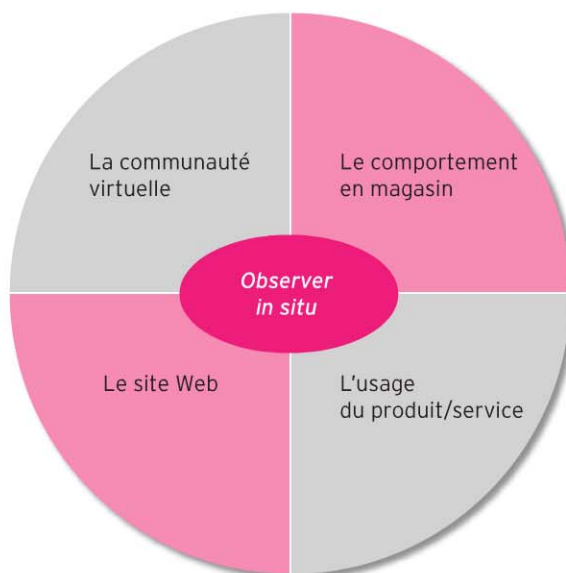 La communauté
virtuelle
Le comportement
en magasin
Observer
in situ
Le site Web
L'usage
du produit/service